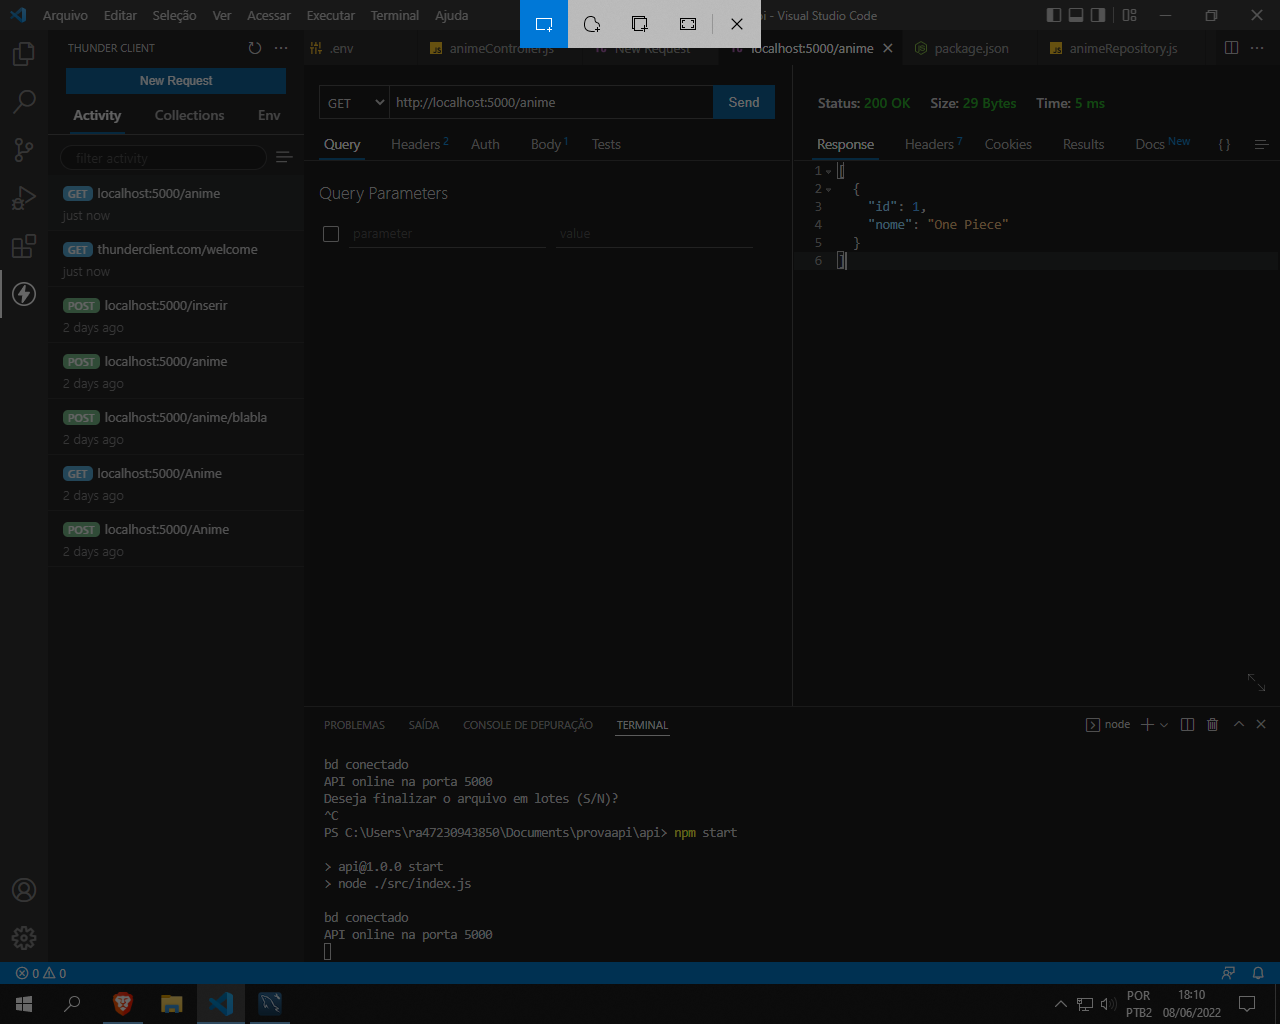 Arquivo Editar Seleção Ver Acessar Executar Terminal Ajuda
- Visual Studio Code
THUNDER CLIENT
.env
animeController.js
New Request
localhost:5000/anime
package.json
animeRepository.js
New Request
Activity Collections Env
filter activity
GET localhost:5000/anime
just now
GET thunderclient.com/welcome
just now
POST localhost:5000/inserir
2 days ago
POST localhost:5000/anime
2 days ago
POST localhost:5000/anime/blabla
2 days ago
GET localhost:5000/Anime
2 days ago
POST localhost:5000/Anime
2 days ago
GET http://localhost:5000/anime Send
Query Headers 2 Auth Body 1 Tests
Query Parameters
parameter value
Status: 200 OK Size: 29 Bytes Time: 5 ms
Response Headers 7 Cookies Results Docs New { }
1 [
2 {
3 "id": 1,
4 "nome": "One Piece"
5 }
6 ]
PROBLEMAS SAÍDA CONSOLE DE DEPURAÇÃO TERMINAL
node
bd conectado
API online na porta 5000
Deseja finalizar o arquivo em lotes (S/N)?
^C
PS C:\Users\ra47230943850\Documents\provaapi\api> npm start
> api@1.0.0 start
> node ./src/index.js
bd conectado
API online na porta 5000
0 0
POR
PTB2
18:10
08/06/2022